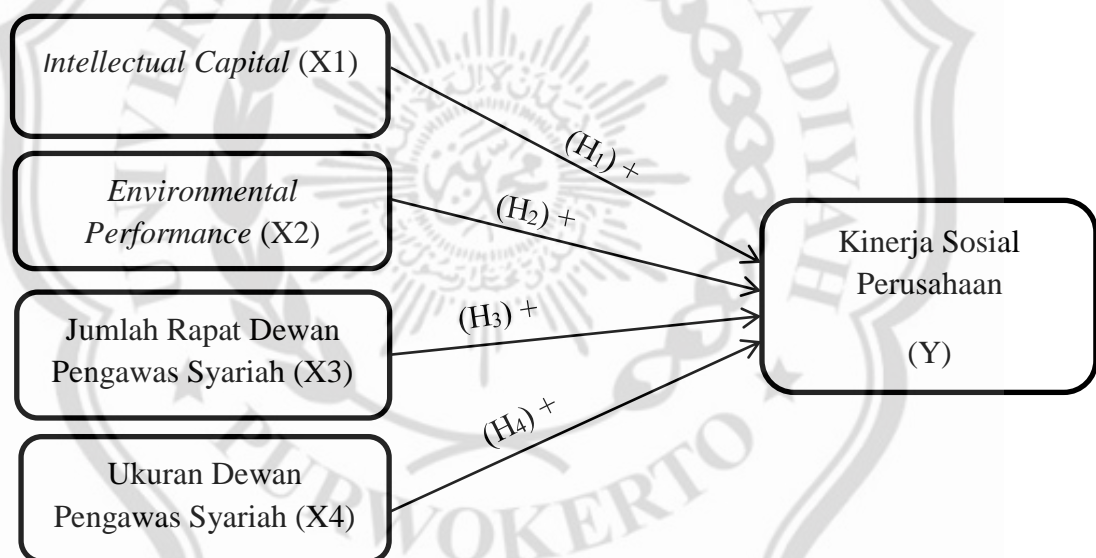 Intellectual Capital (X1)
Environmental
Performance (X2)
Jumlah Rapat Dewan
Pengawas Syariah (X3)
Ukuran Dewan
Pengawas Syariah (X4)
(H₁) +
(H₂) +
(H₃) +
(H₄) +
Kinerja Sosial
Perusahaan
(Y)
PURWOKERTO